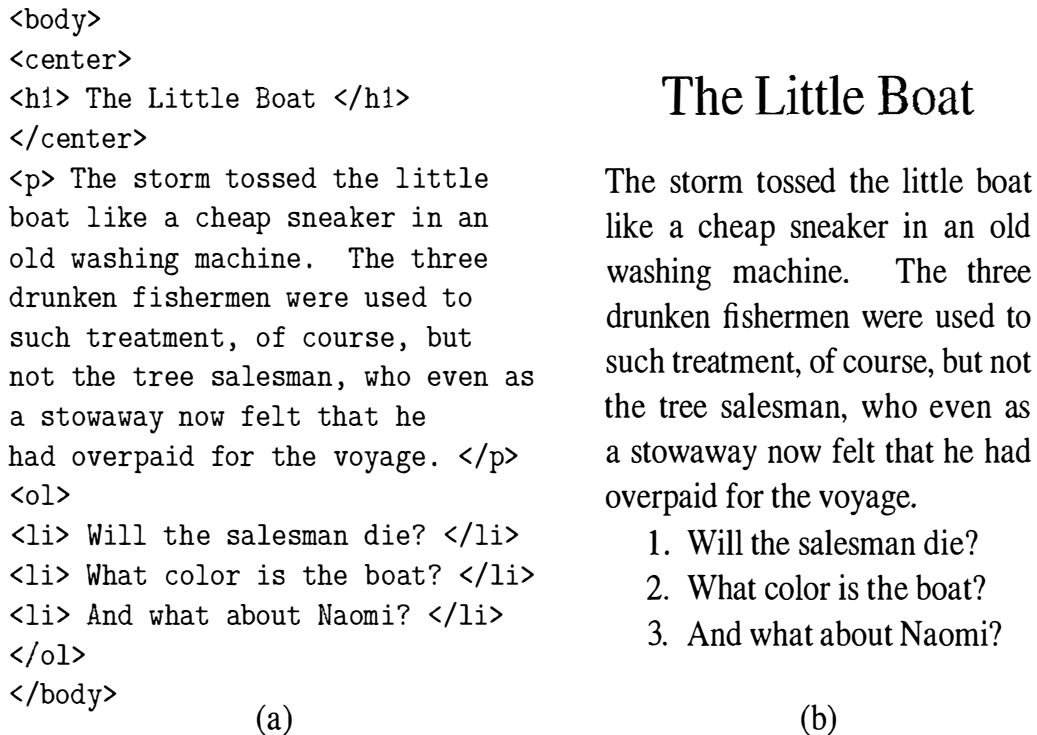 <body>
<center>
<h1> The Little Boat </h1>
</center>
<p> The storm tossed the little
boat like a cheap sneaker in an
old washing machine.  The three
drunken fishermen were used to
such treatment, of course, but
not the tree salesman, who even as
a stowaway now felt that he
had overpaid for the voyage. </p>
<ol>
<li> Will the salesman die? </li>
<li> What color is the boat? </li>
<li> And what about Naomi? </li>
</ol>
</body>
(a)
The Little Boat
The storm tossed the little boat
like a cheap sneaker in an old
washing machine. The three
drunken fishermen were used to
such treatment, of course, but not
the tree salesman, who even as
a stowaway now felt that he had
overpaid for the voyage.
1. Will the salesman die?
2. What color is the boat?
3. And what about Naomi?
(b)